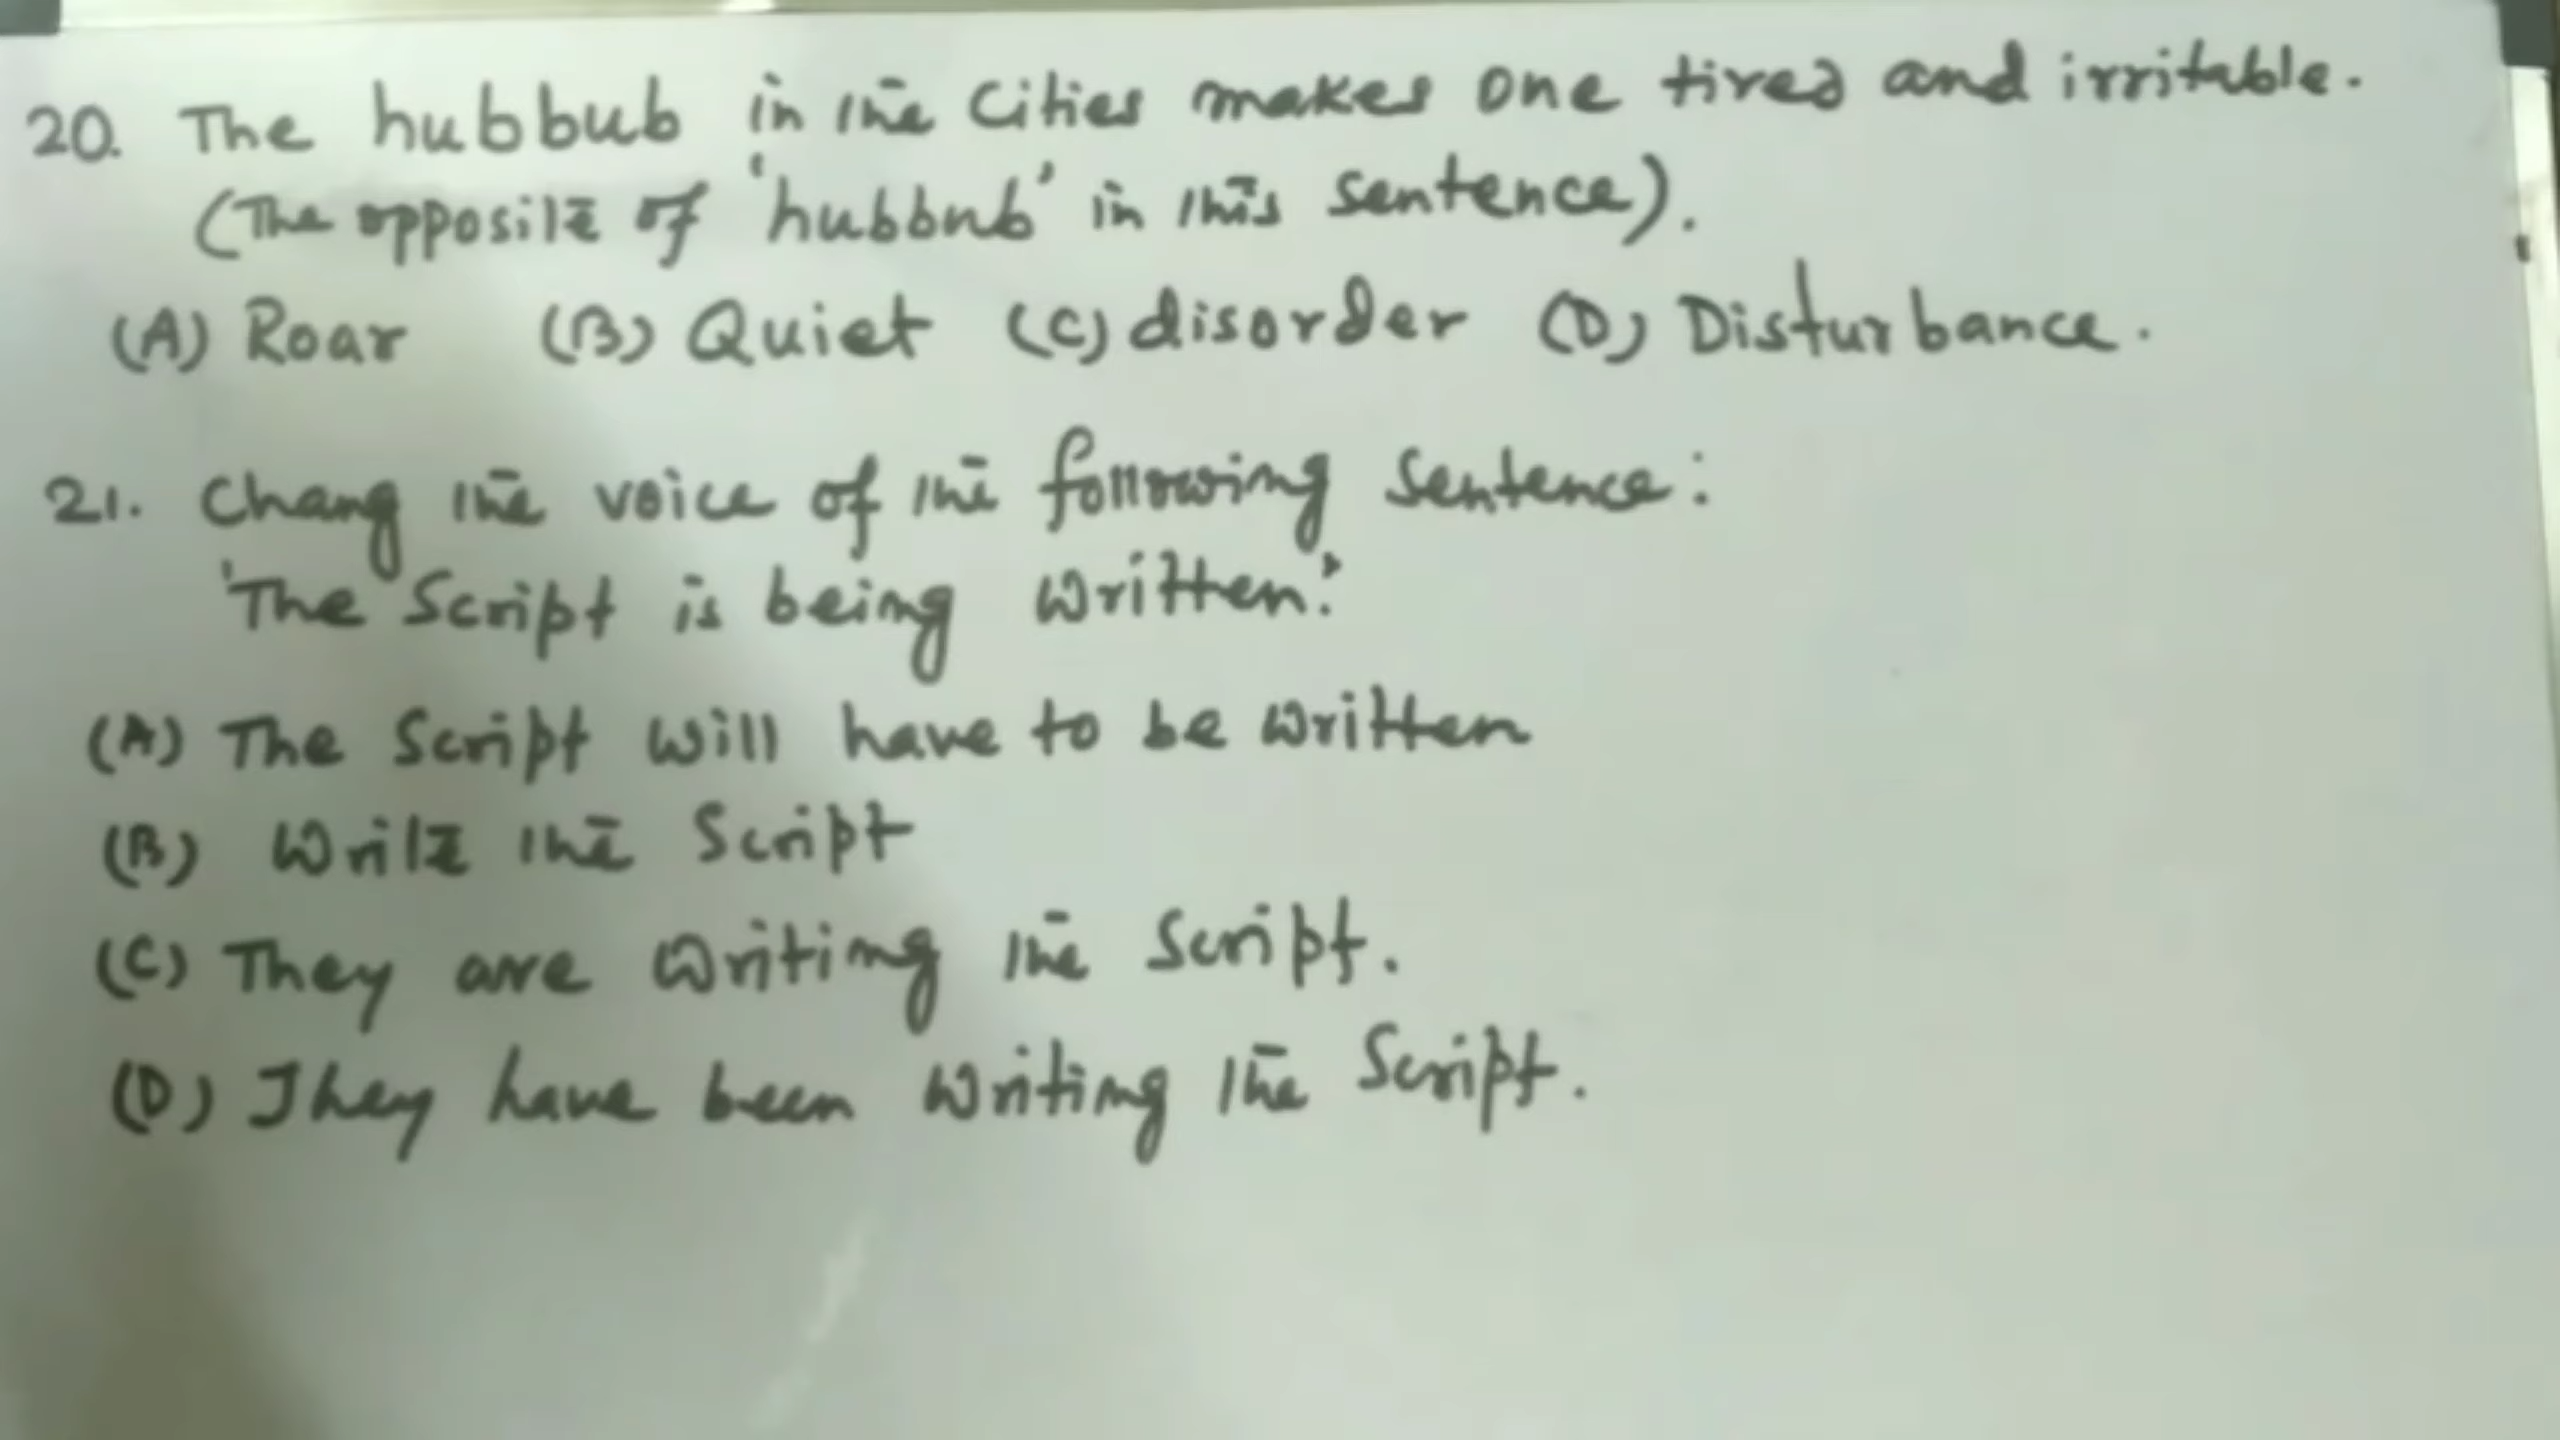 20. The hubbub in the Cities makes one tired and irritable.
(The opposite of 'hubbub' in this sentence).
(A) Roar (B) Quiet (C) disorder (D) Disturbance.
21. Chang the voice of the following Sentence:
'The Script is being written.'
(A) The Script will have to be written
(B) Write the Script
(C) They are writing the Script.
(D) They have been writing the Script.